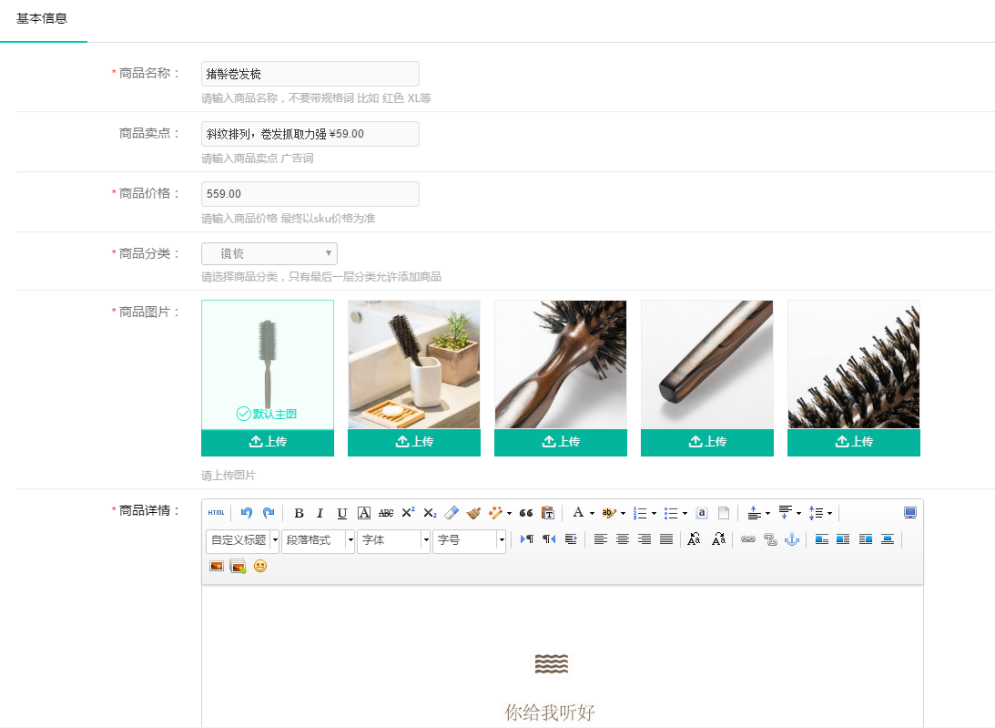 基本信息
* 商品名称：
猪鬃卷发梳
请输入商品名称，不要带规格词 比如 红色 XL等
商品卖点：
斜纹排列，卷发抓取力强 ¥59.00
请输入商品卖点 广告词
* 商品价格：
559.00
请输入商品价格 最终以sku价格为准
* 商品分类：
镜梳
请选择商品分类，只有最后一层分类允许添加商品
* 商品图片：
默认主图
上传 上传 上传 上传 上传
请上传图片
* 商品详情：
HTML B I U A ABC X² X₂ A ab a
自定义标题 段落格式 字体 字号
你给我听好